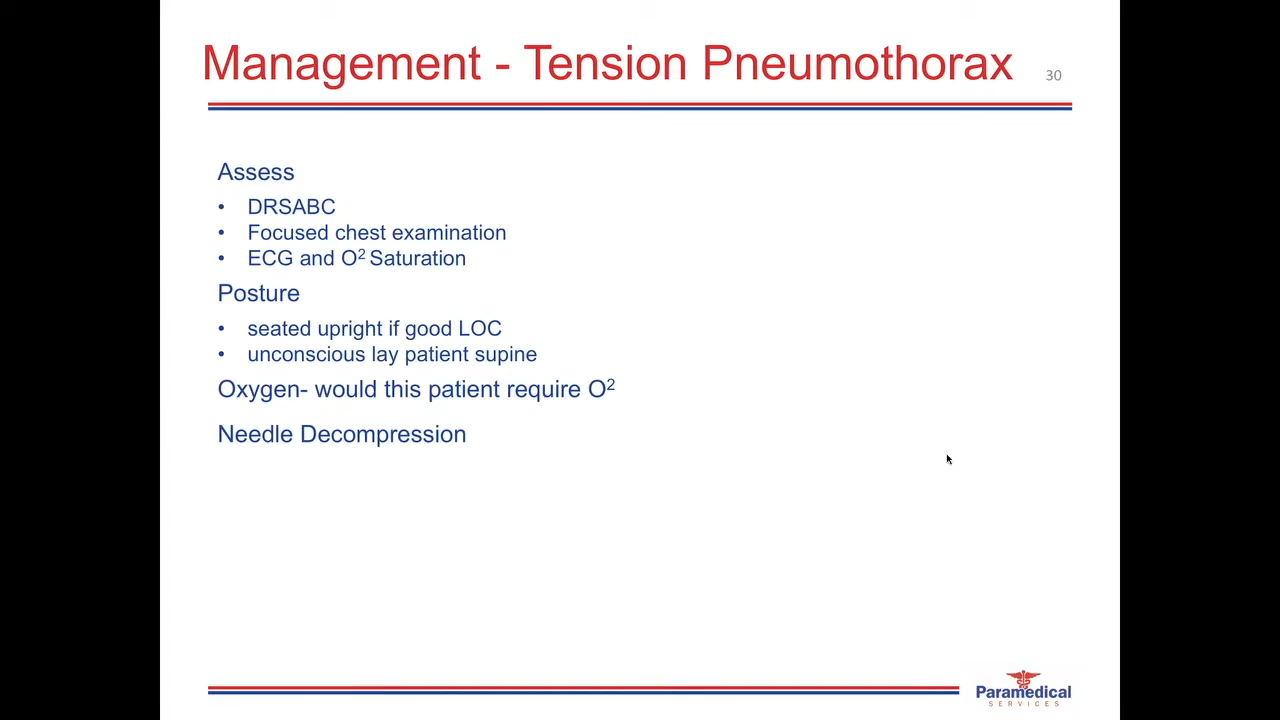 Management - Tension Pneumothorax
30
Assess
• DRSABC
• Focused chest examination
• ECG and O² Saturation
Posture
• seated upright if good LOC
• unconscious lay patient supine
Oxygen- would this patient require O²
Needle Decompression
Paramedical
SERVICES